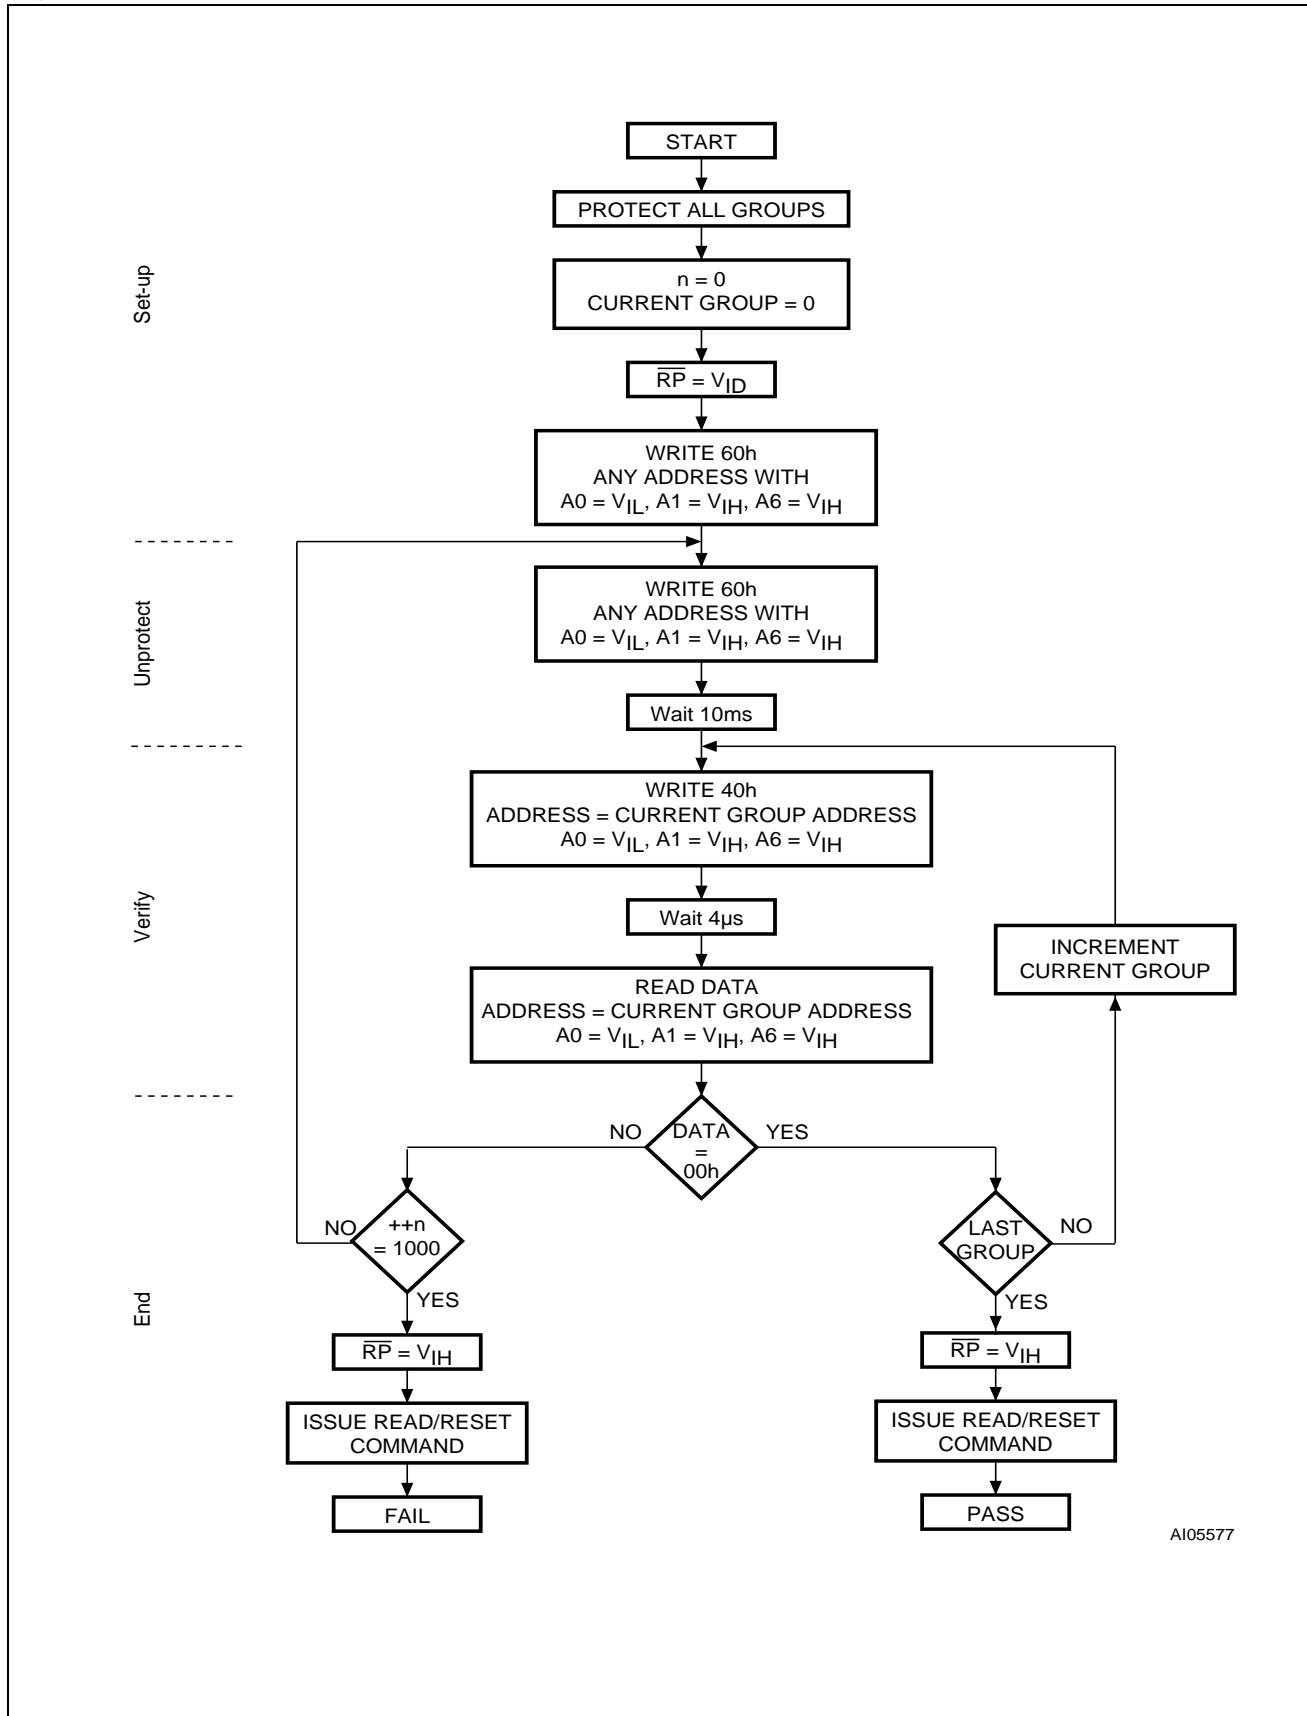 START
PROTECT ALL GROUPS
n = 0
CURRENT GROUP = 0
Set-up
R̅P̅ = VID
WRITE 60h
ANY ADDRESS WITH
A0 = VIL, A1 = VIH, A6 = VIH
WRITE 60h
ANY ADDRESS WITH
A0 = VIL, A1 = VIH, A6 = VIH
Unprotect
Wait 10ms
WRITE 40h
ADDRESS = CURRENT GROUP ADDRESS
A0 = VIL, A1 = VIH, A6 = VIH
Verify
Wait 4µs
INCREMENT
CURRENT GROUP
READ DATA
ADDRESS = CURRENT GROUP ADDRESS
A0 = VIL, A1 = VIH, A6 = VIH
NO
DATA
=
00h
YES
NO
++n
= 1000
YES
LAST
GROUP
NO
YES
End
R̅P̅ = VIH
R̅P̅ = VIH
ISSUE READ/RESET
COMMAND
ISSUE READ/RESET
COMMAND
FAIL
PASS
AI05577